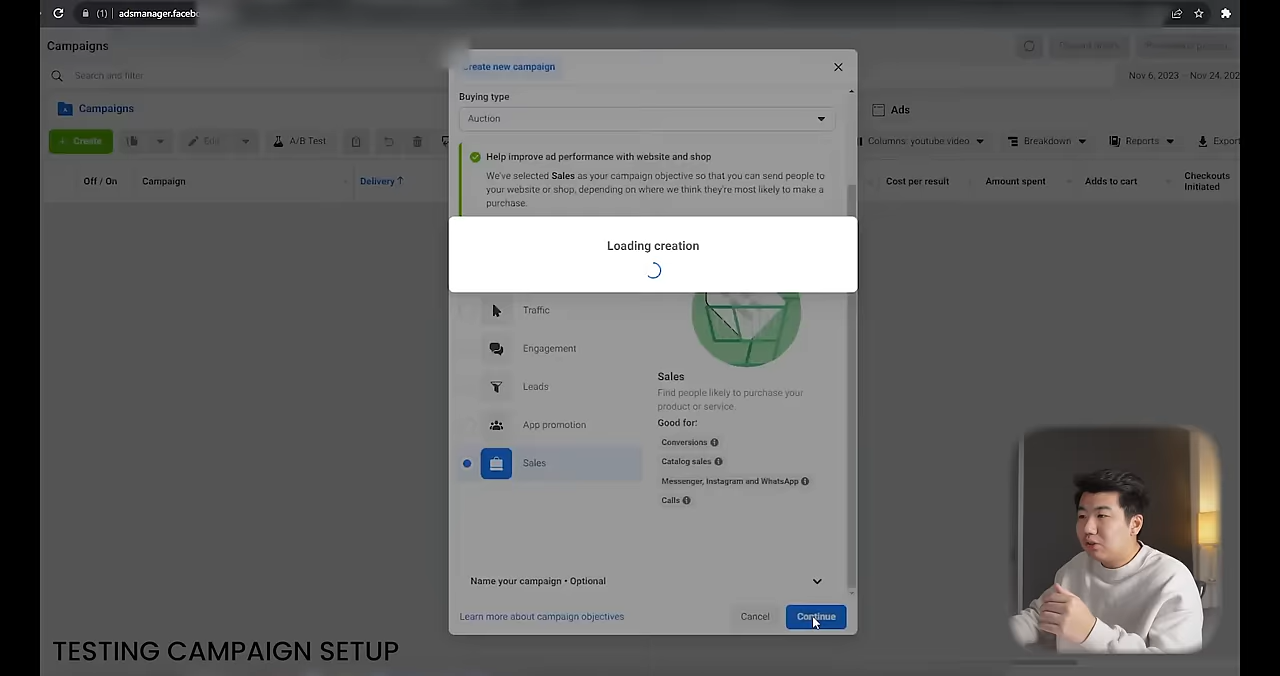 (1)
adsmanager.facebo
Campaigns
Search and filter
Nov 6, 2023 – Nov 24, 202
Campaigns
Ads
+ Create
Edit
A/B Test
Columns: youtube video
Breakdown
Reports
Export
Off / On
Campaign
Delivery ↑
Cost per result
Amount spent
Adds to cart
Checkouts
Initiated
Create new campaign
Buying type
Auction
Help improve ad performance with website and shop
We've selected Sales as your campaign objective so that you can send people to
your website or shop, depending on where we think they're most likely to make a
purchase.
Loading creation
Traffic
Engagement
Leads
App promotion
Sales
Sales
Find people likely to purchase your
product or service.
Good for:
Conversions
Catalog sales
Messenger, Instagram and WhatsApp
Calls
Name your campaign • Optional
Learn more about campaign objectives
Cancel
Continue
TESTING CAMPAIGN SETUP